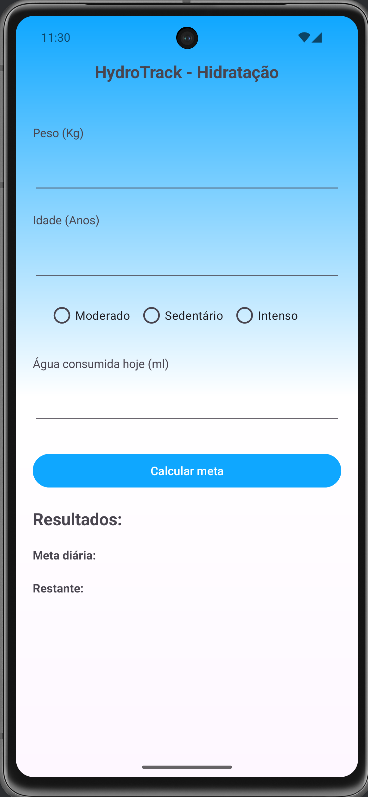 11:30
HydroTrack - Hidratação
Peso (Kg)
Idade (Anos)
Moderado Sedentário Intenso
Água consumida hoje (ml)
Calcular meta
Resultados:
Meta diária:
Restante: